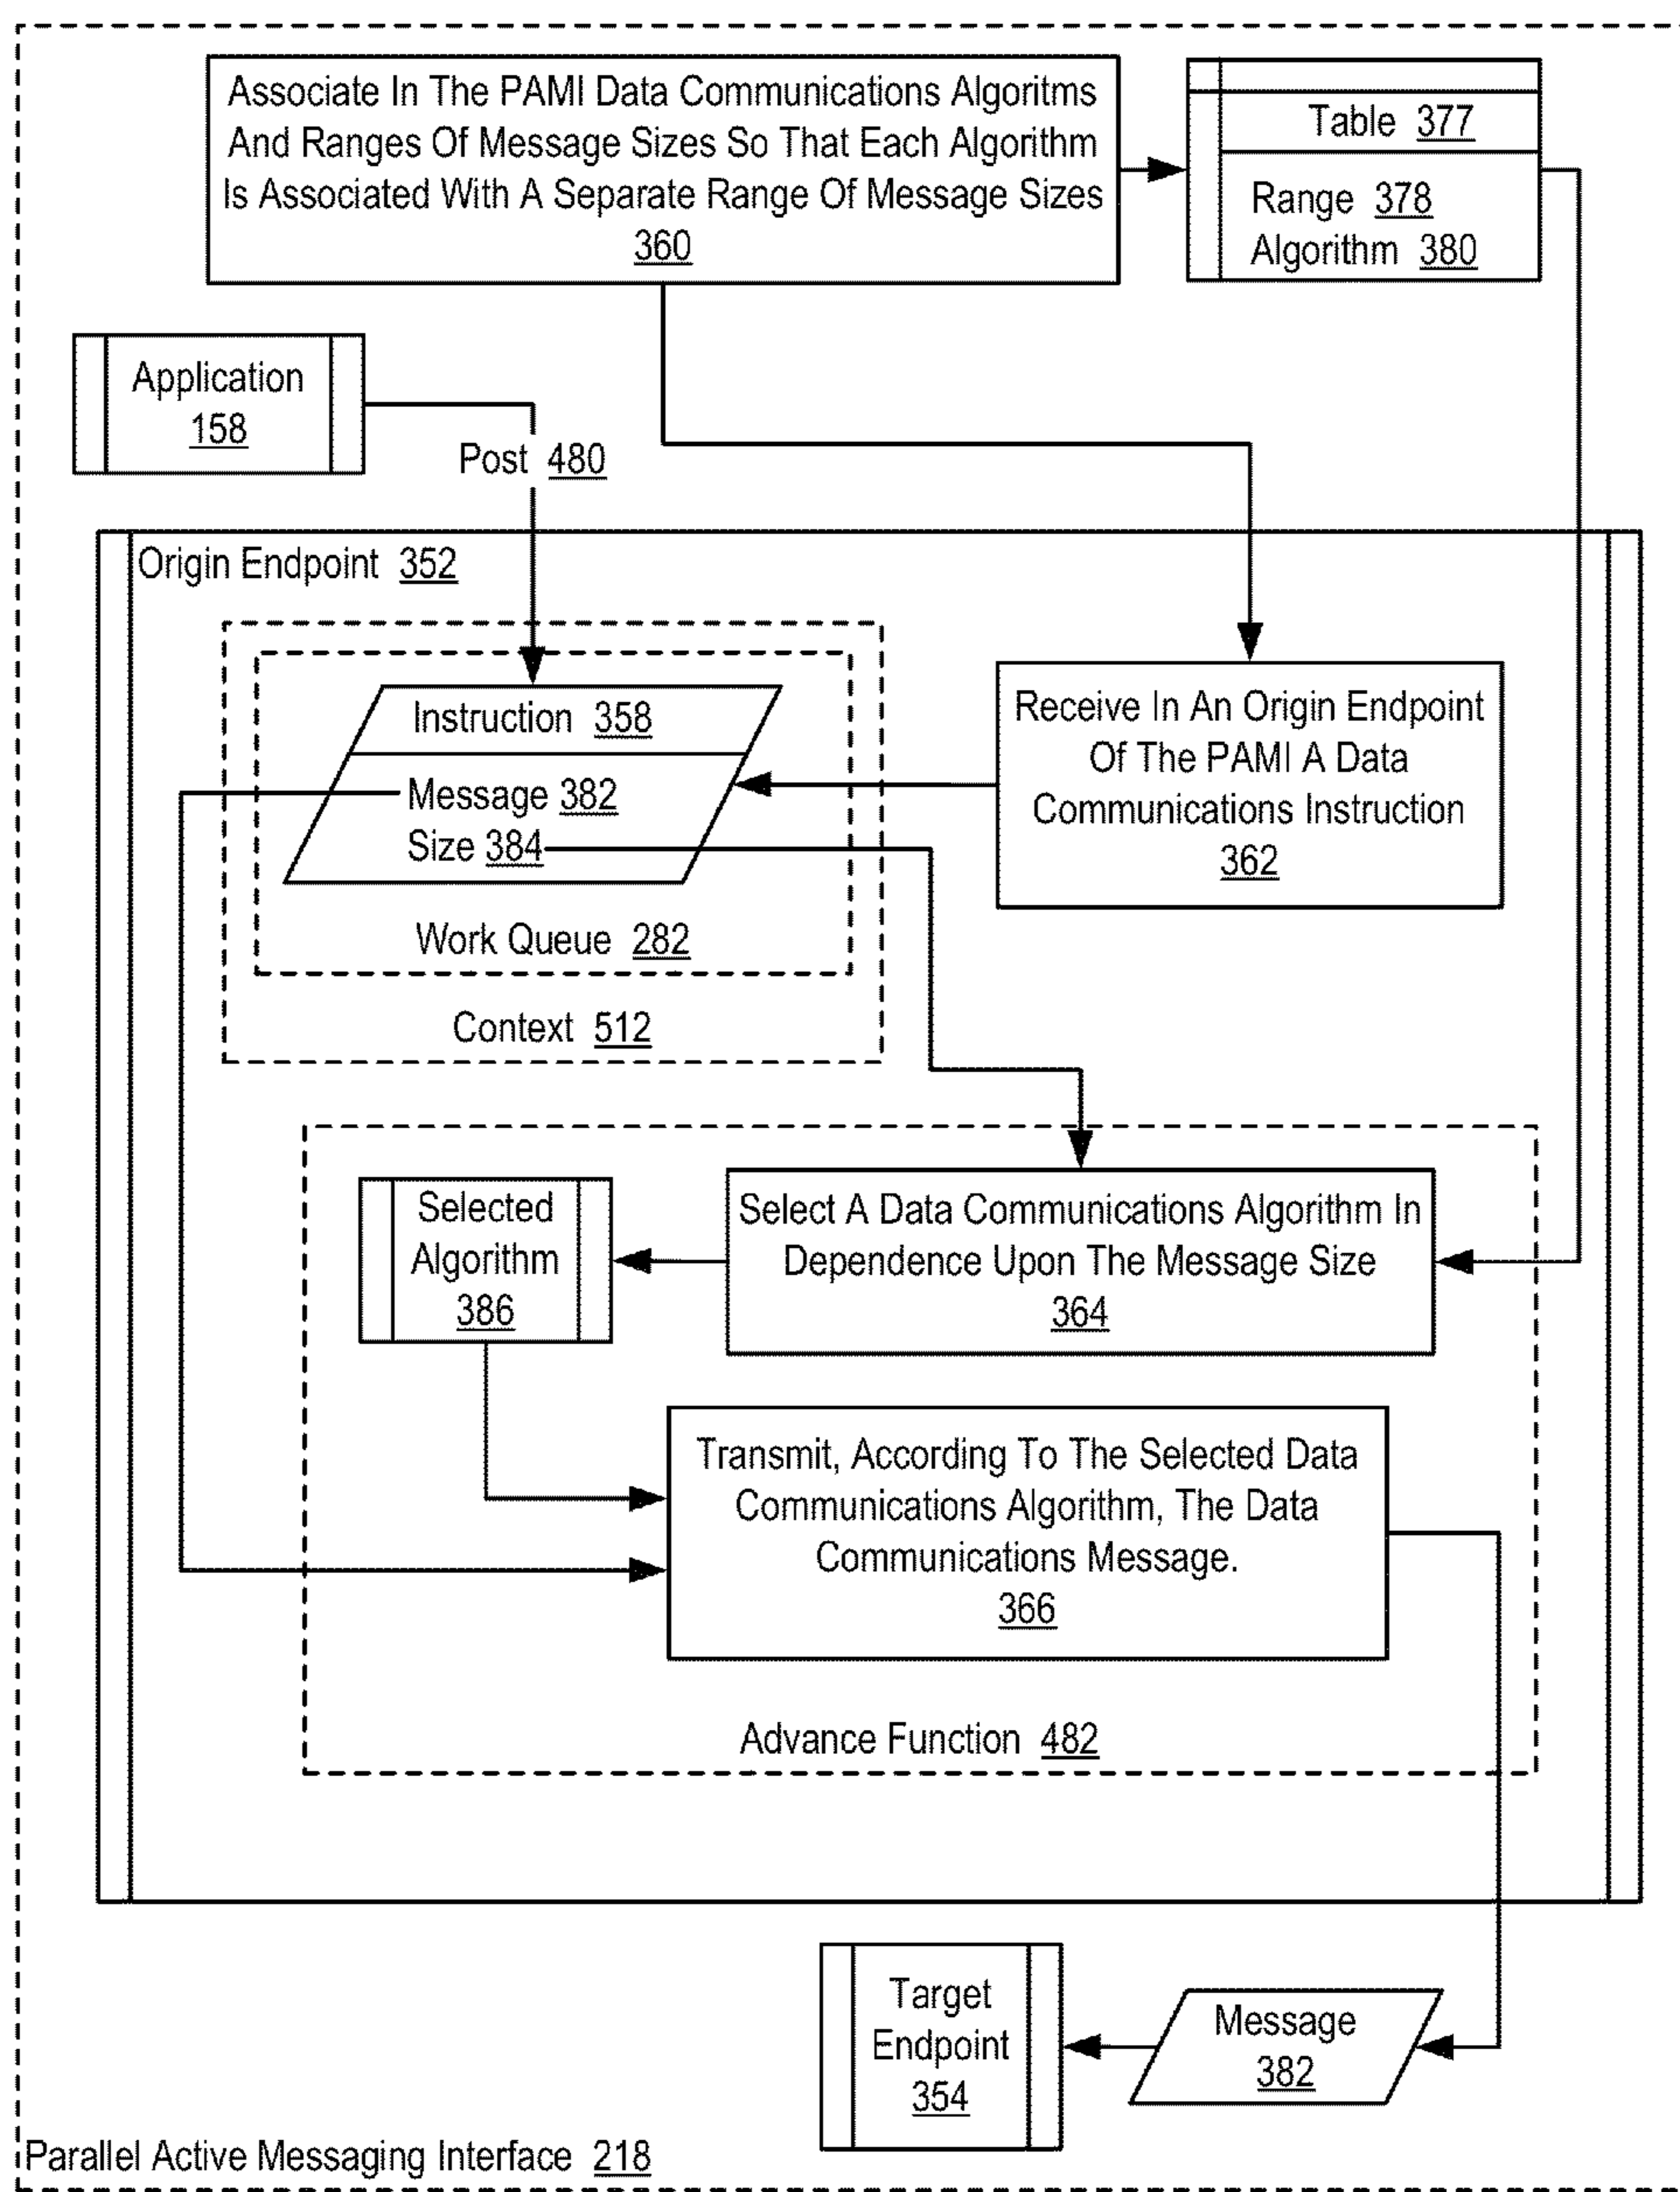 Associate In The PAMI Data Communications Algoritms
And Ranges Of Message Sizes So That Each Algorithm
Is Associated With A Separate Range Of Message Sizes
360
Table 377
Range 378
Algorithm 380
Application
158
Post 480
Origin Endpoint 352
Instruction 358
Message 382
Size 384
Work Queue 282
Context 512
Receive In An Origin Endpoint
Of The PAMI A Data
Communications Instruction
362
Selected
Algorithm
386
Select A Data Communications Algorithm In
Dependence Upon The Message Size
364
Transmit, According To The Selected Data
Communications Algorithm, The Data
Communications Message.
366
Advance Function 482
Target
Endpoint
354
Message
382
Parallel Active Messaging Interface 218